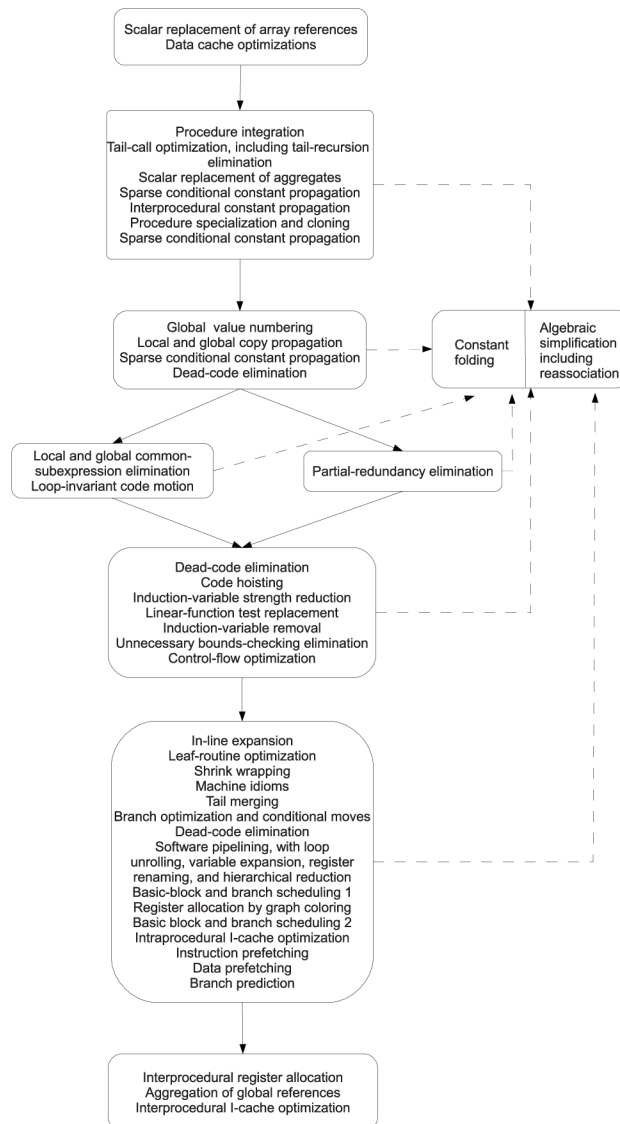 Scalar replacement of array references
Data cache optimizations
Procedure integration
Tail-call optimization, including tail-recursion
elimination
Scalar replacement of aggregates
Sparse conditional constant propagation
Interprocedural constant propagation
Procedure specialization and cloning
Sparse conditional constant propagation
Global value numbering
Local and global copy propagation
Sparse conditional constant propagation
Dead-code elimination
Constant
folding
Algebraic
simplification
including
reassociation
Local and global common-
subexpression elimination
Loop-invariant code motion
Partial-redundancy elimination
Dead-code elimination
Code hoisting
Induction-variable strength reduction
Linear-function test replacement
Induction-variable removal
Unnecessary bounds-checking elimination
Control-flow optimization
In-line expansion
Leaf-routine optimization
Shrink wrapping
Machine idioms
Tail merging
Branch optimization and conditional moves
Dead-code elimination
Software pipelining, with loop
unrolling, variable expansion, register
renaming, and hierarchical reduction
Basic-block and branch scheduling 1
Register allocation by graph coloring
Basic block and branch scheduling 2
Intraprocedural I-cache optimization
Instruction prefetching
Data prefetching
Branch prediction
Interprocedural register allocation
Aggregation of global references
Interprocedural I-cache optimization